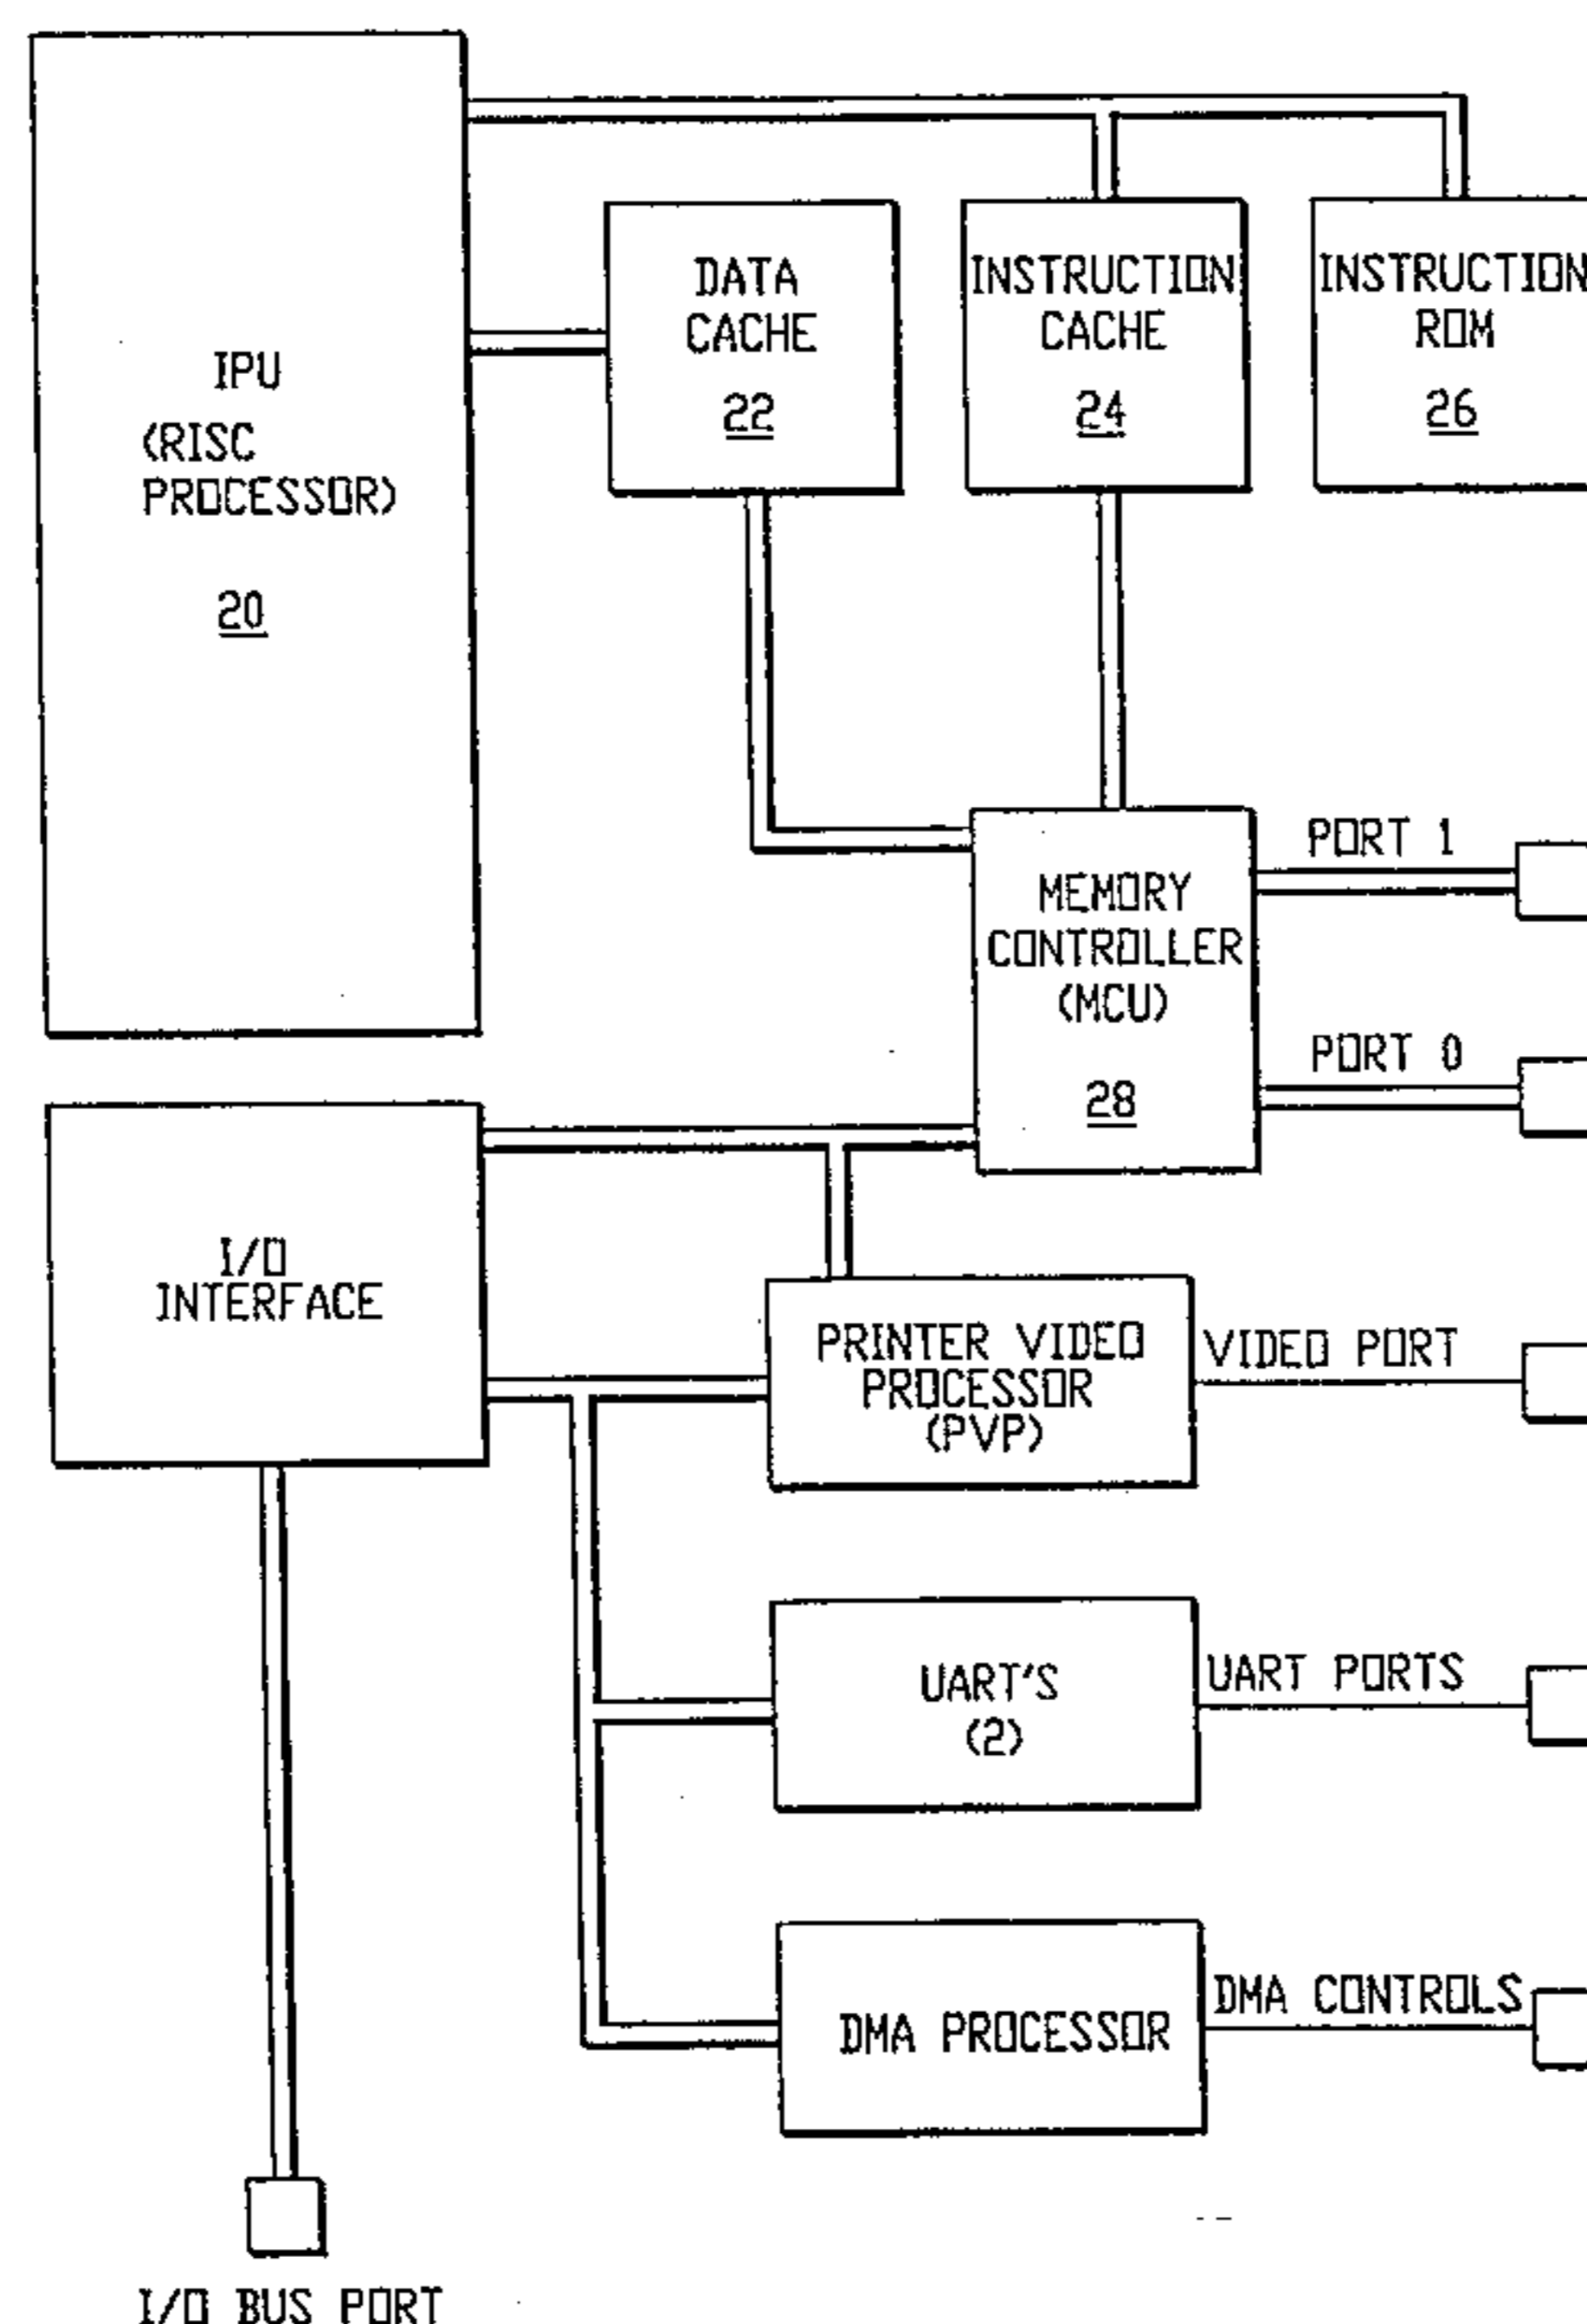 IPU
(RISC
PROCESSOR)
20
DATA
CACHE
22
INSTRUCTION
CACHE
24
INSTRUCTION
ROM
26
MEMORY
CONTROLLER
(MCU)
28
PORT 1
PORT 0
I/O
INTERFACE
PRINTER VIDEO
PROCESSOR
(PVP)
VIDEO PORT
UART'S
(2)
UART PORTS
DMA PROCESSOR
DMA CONTROLS
I/O BUS PORT